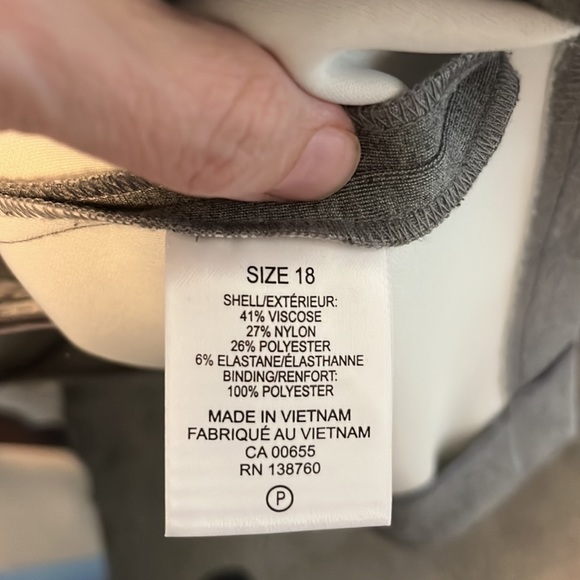 SIZE 18
SHELL/EXTÉRIEUR:
41% VISCOSE
27% NYLON
26% POLYESTER
6% ELASTANE/ÉLASTHANNE
BINDING/RENFORT:
100% POLYESTER
MADE IN VIETNAM
FABRIQUÉ AU VIETNAM
CA 00655
RN 138760
P